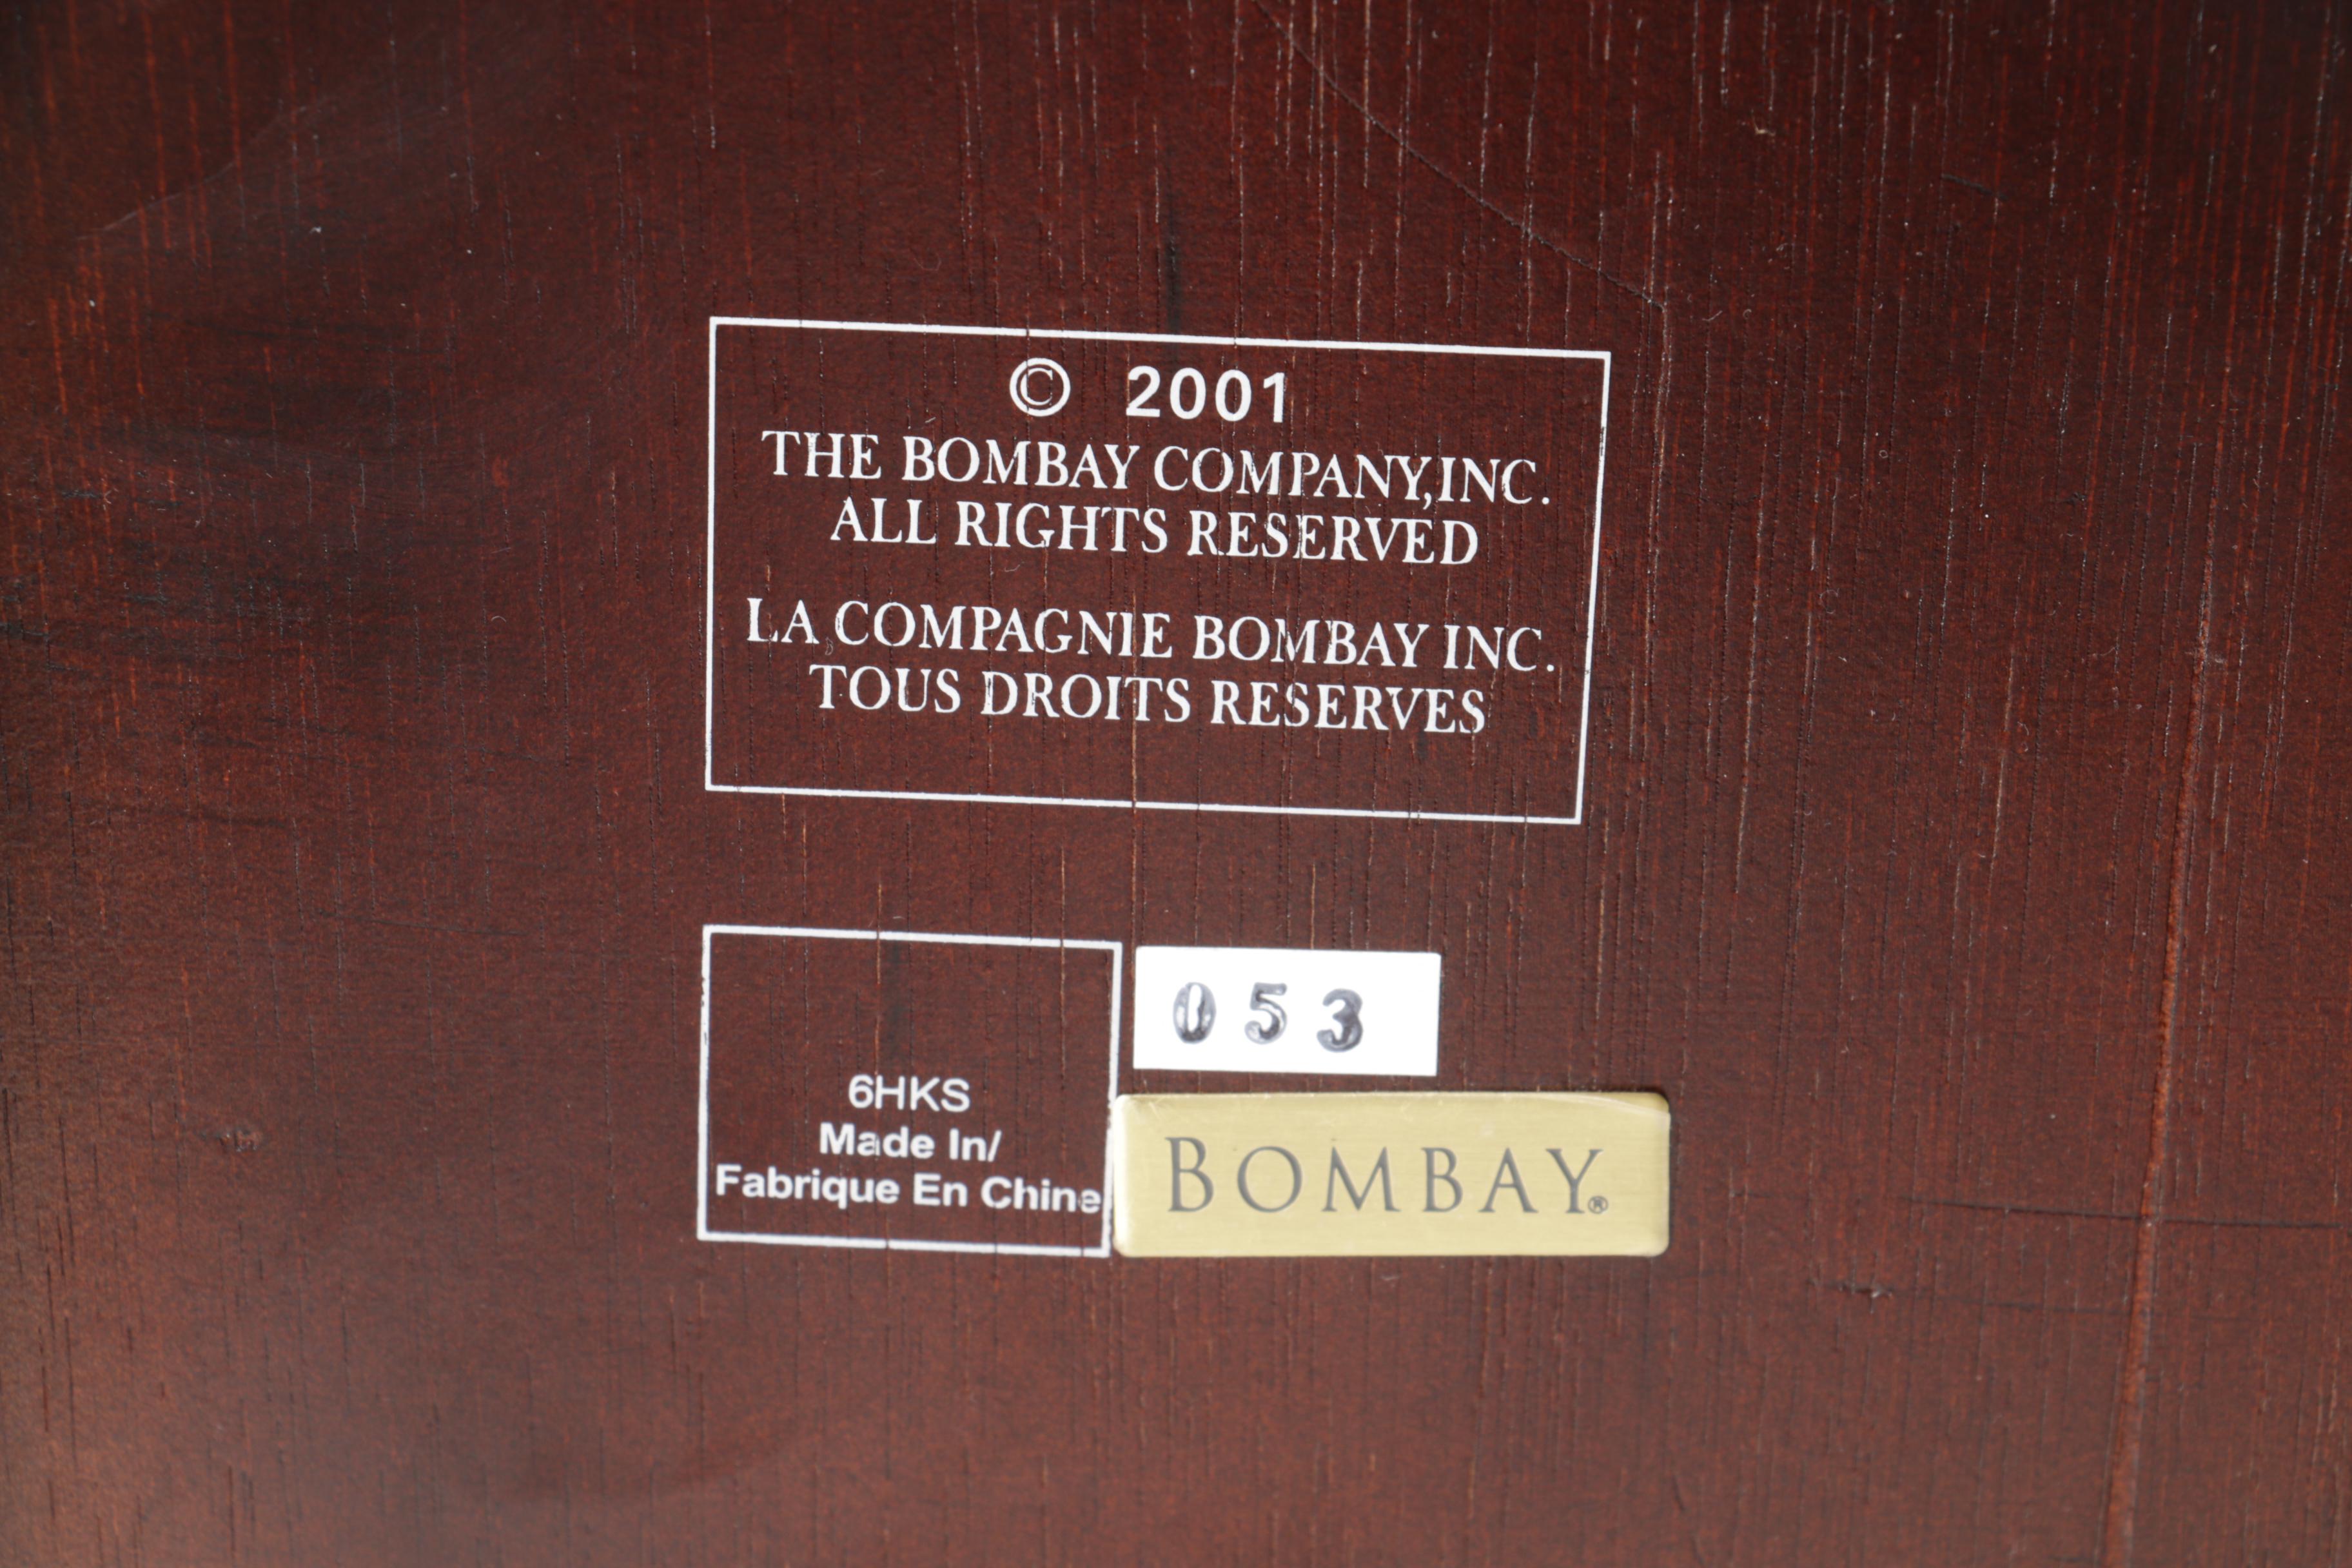 © 2001
THE BOMBAY COMPANY,INC.
ALL RIGHTS RESERVED
LA COMPAGNIE BOMBAY INC.
TOUS DROITS RESERVES
053
6HKS
Made In/
Fabrique En Chine
BOMBAY®